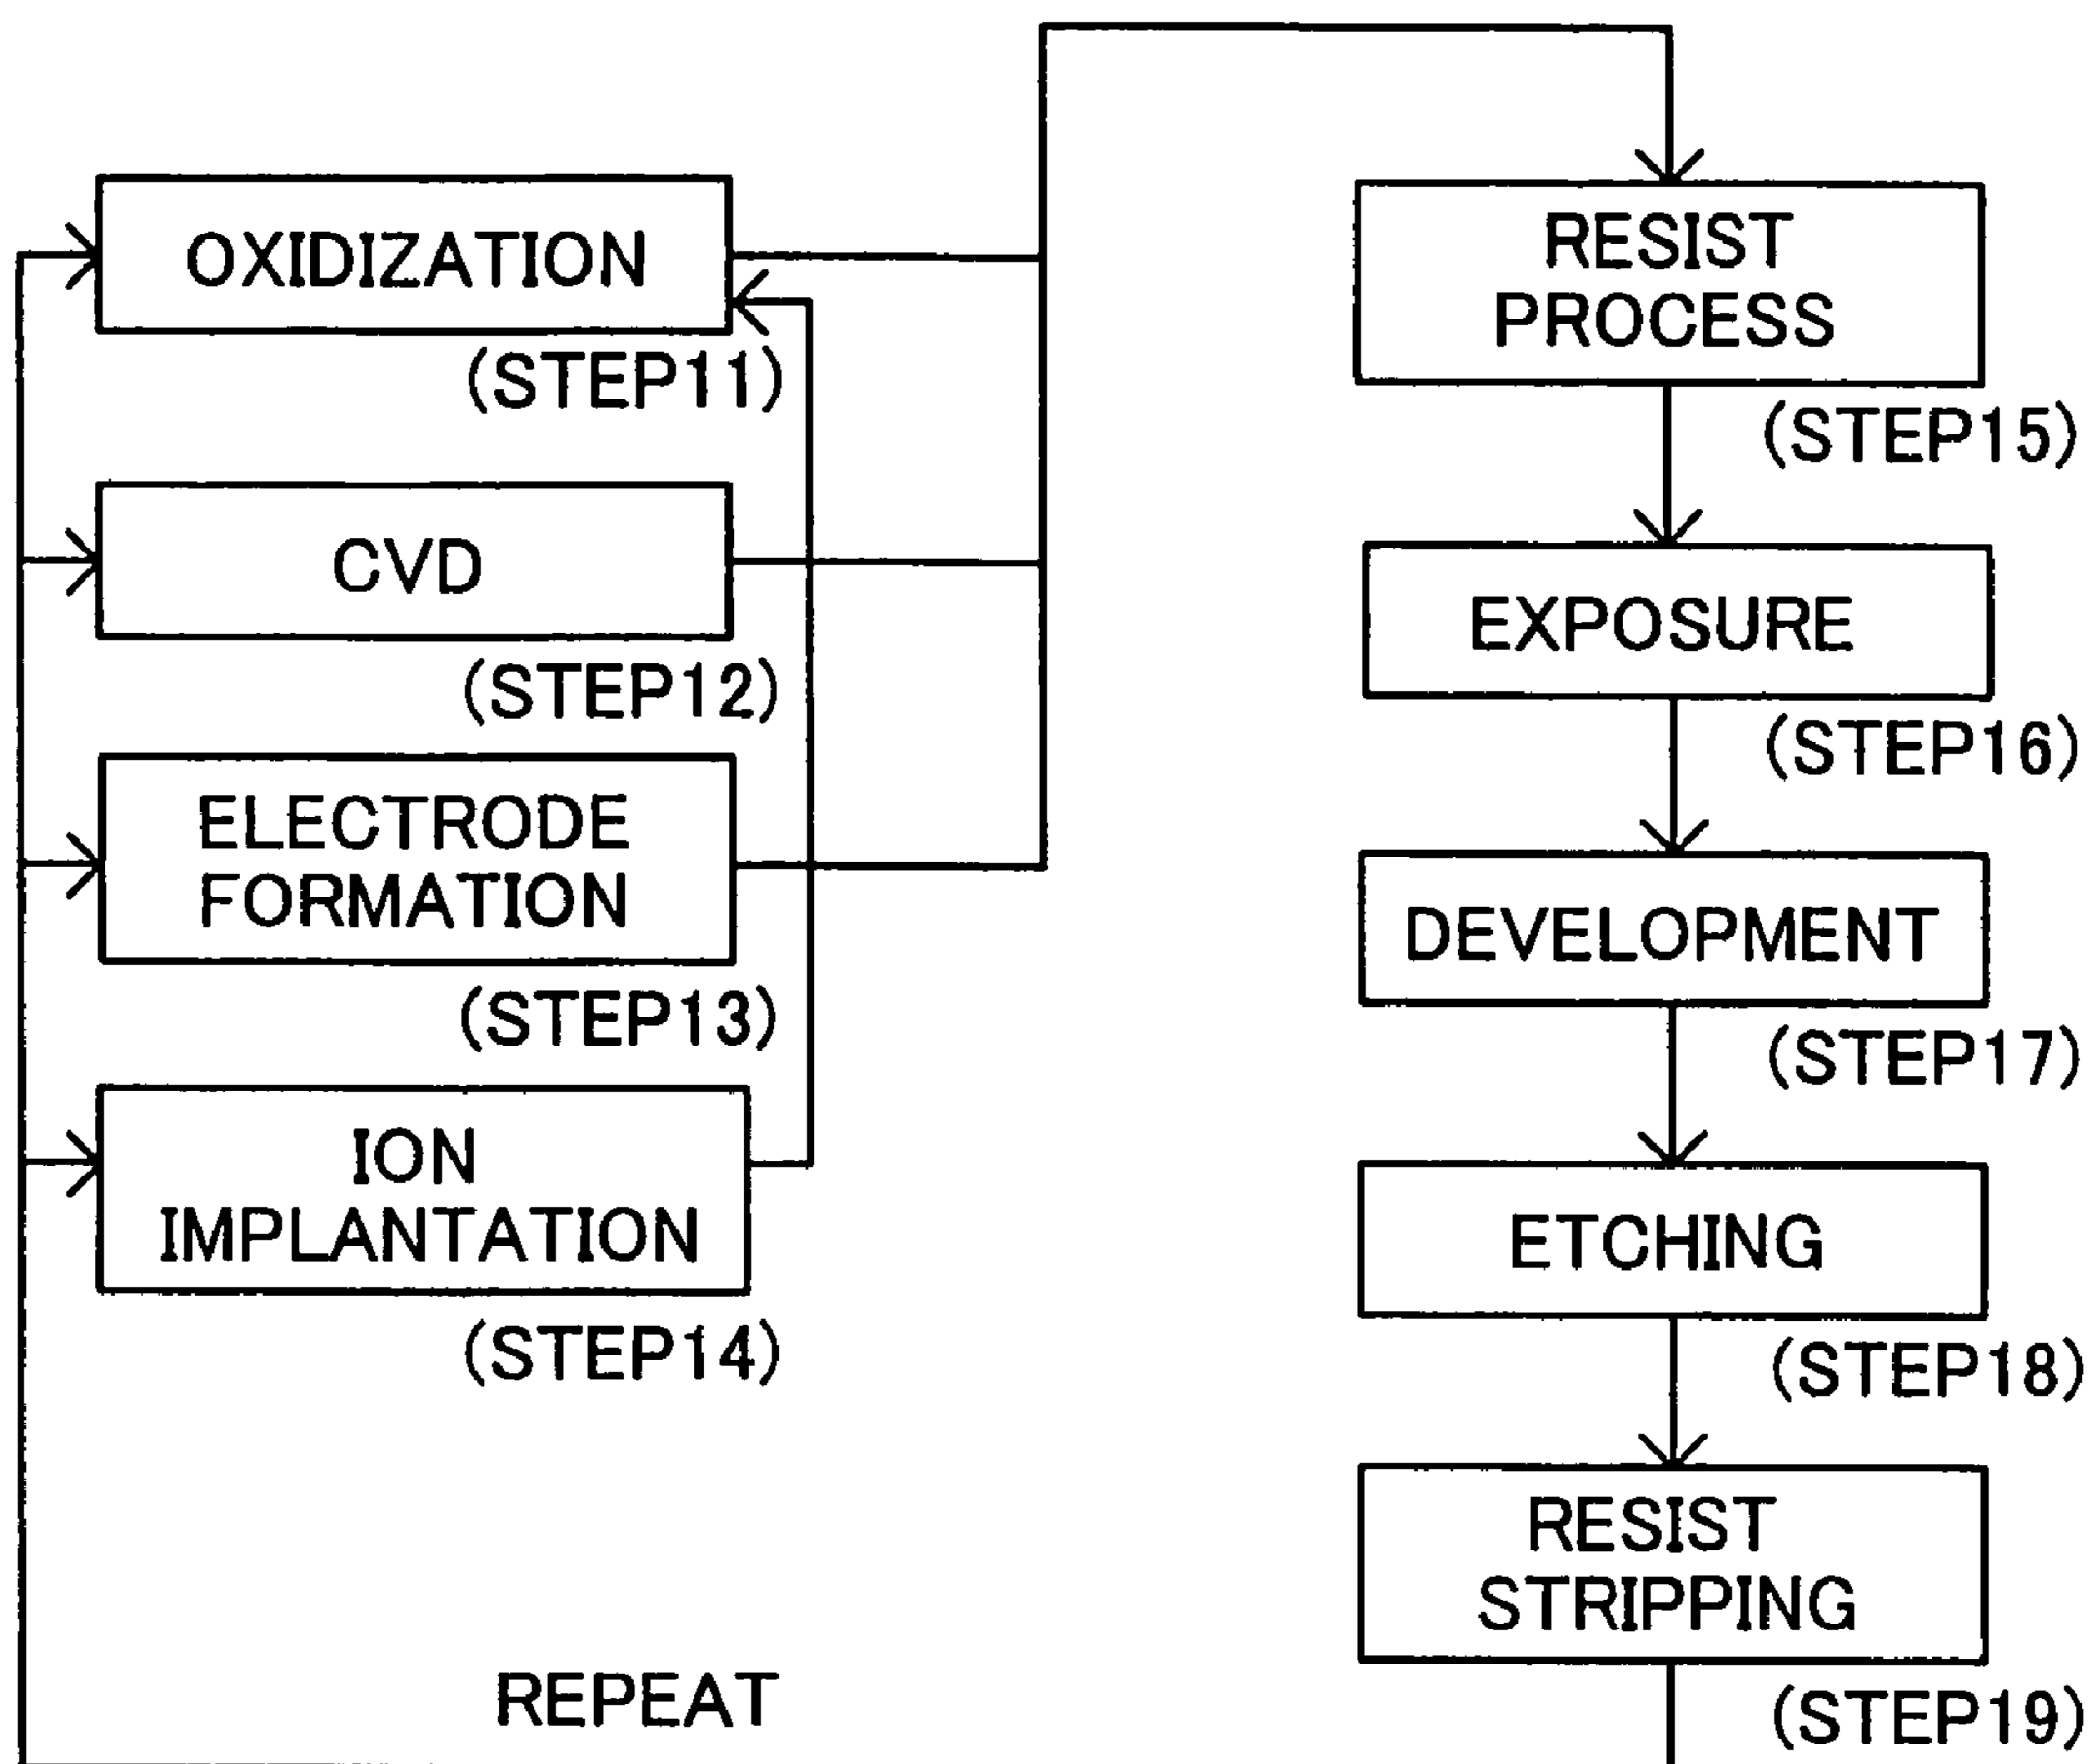 OXIDIZATION
(STEP11)
CVD
(STEP12)
ELECTRODE
FORMATION
(STEP13)
ION
IMPLANTATION
(STEP14)
REPEAT
RESIST
PROCESS
(STEP15)
EXPOSURE
(STEP16)
DEVELOPMENT
(STEP17)
ETCHING
(STEP18)
RESIST
STRIPPING
(STEP19)